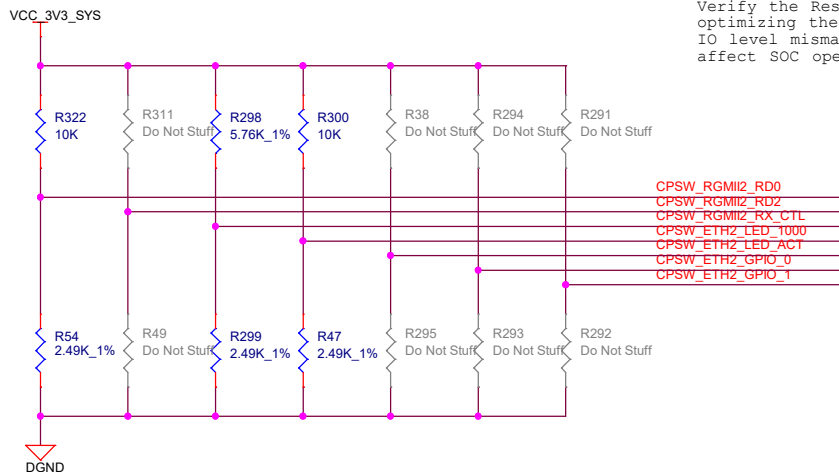 VCC_3V3_SYS
Verify the Res
optimizing the
IO level misma
affect SOC ope
R322
10K
R311
Do Not Stuff
R298
5.76K_1%
R300
10K
R38
Do Not Stuff
R294
Do Not Stuff
R291
Do Not Stuff
CPSW_RGMII2_RD0
CPSW_RGMII2_RD2
CPSW_RGMII2_RX_CTL
CPSW_ETH2_LED_1000
CPSW_ETH2_LED_ACT
CPSW_ETH2_GPIO_0
CPSW_ETH2_GPIO_1
R54
2.49K_1%
R49
Do Not Stuff
R299
2.49K_1%
R47
2.49K_1%
R295
Do Not Stuff
R293
Do Not Stuff
R292
Do Not Stuff
DGND